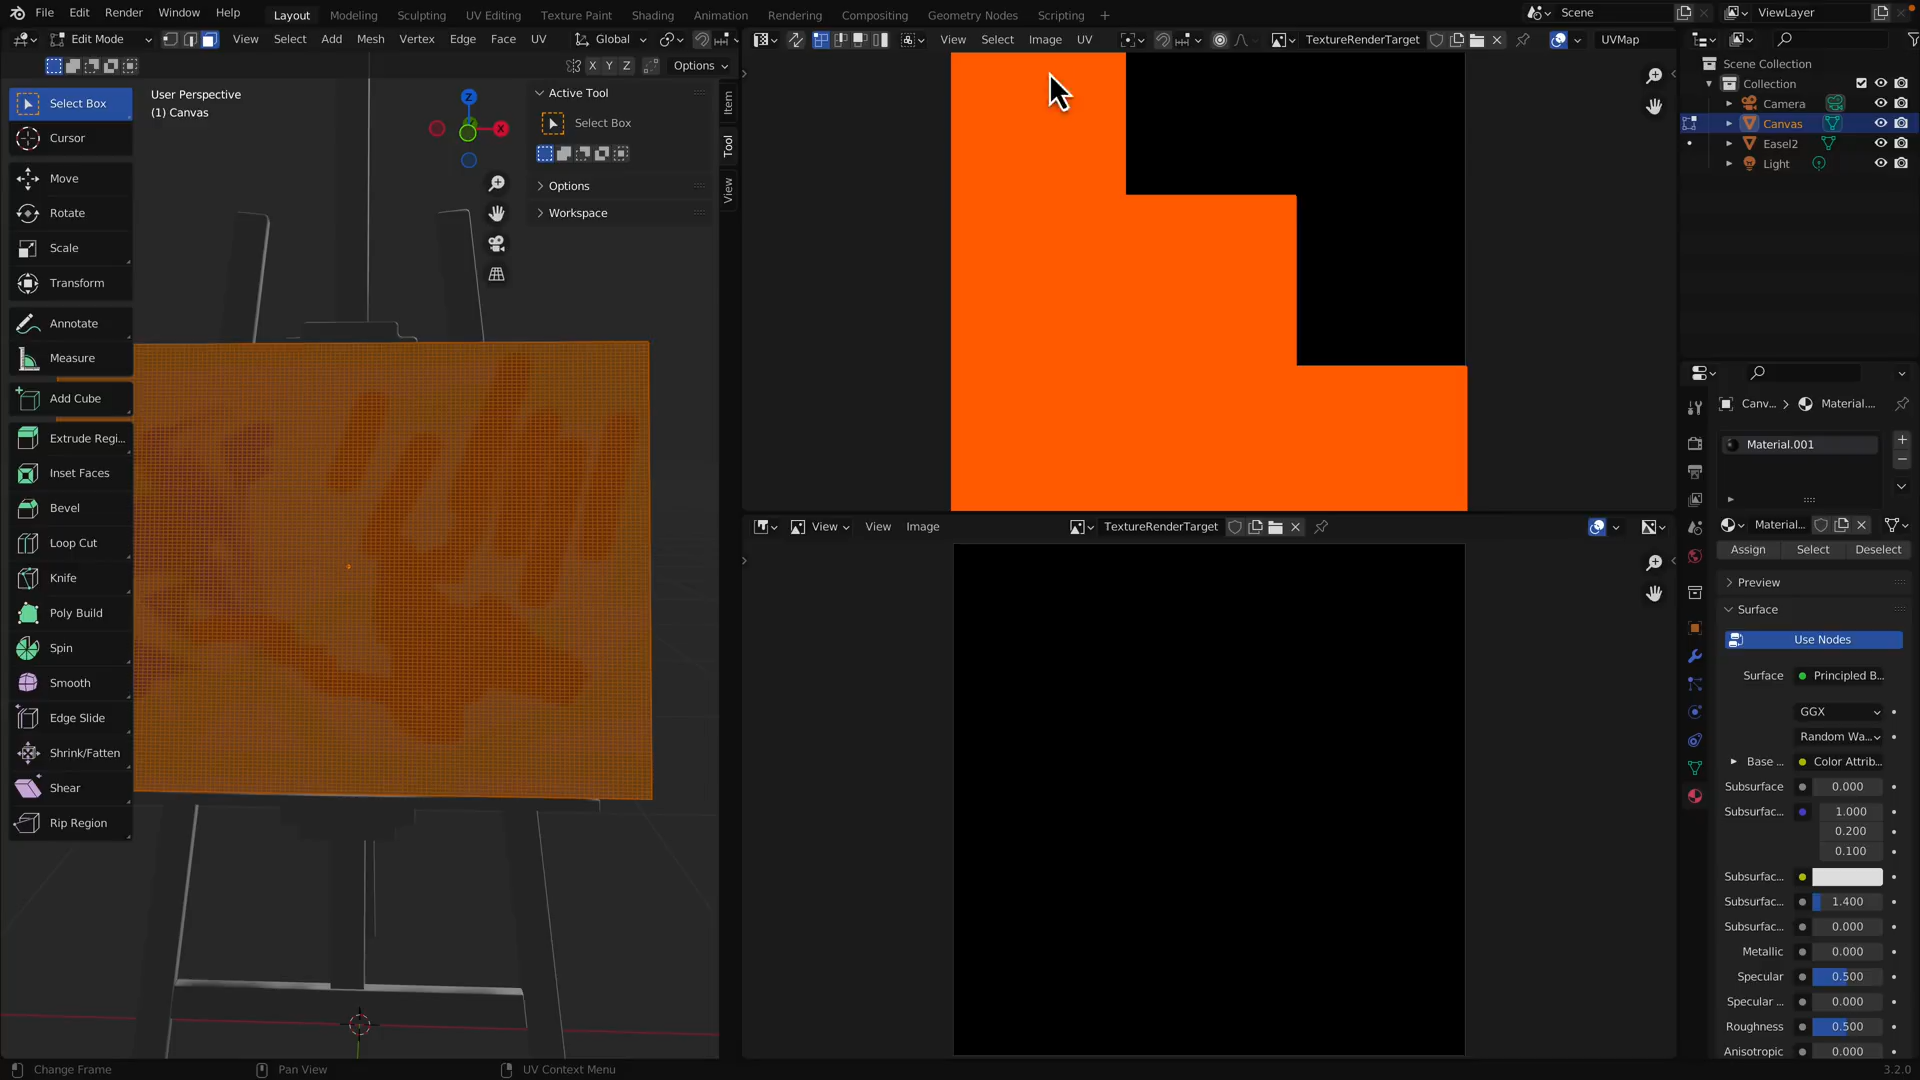 File Edit Render Window Help Layout Modeling Sculpting UV Editing Texture Paint Shading Animation Rendering Compositing Geometry Nodes Scripting + Scene ViewLayer
Edit Mode View Select Add Mesh Vertex Edge Face UV Global
View Select Image UV TextureRenderTarget UVMap
X Y Z Options
Select Box
Cursor
Move
Rotate
Scale
Transform
Annotate
Measure
Add Cube
Extrude Regi...
Inset Faces
Bevel
Loop Cut
Knife
Poly Build
Spin
Smooth
Edge Slide
Shrink/Fatten
Shear
Rip Region
User Perspective
(1) Canvas
Z
X
Active Tool
Select Box
Options
Workspace
Item
Tool
View
View View Image TextureRenderTarget
Scene Collection
Collection
Camera
Canvas
Easel2
Light
Canv... > Material....
Material.001
Material...
Assign Select Deselect
Preview
Surface
Use Nodes
Surface Principled B...
GGX
Random Wa...
Base ... Color Attrib...
Subsurface 0.000
Subsurfac... 1.000
0.200
0.100
Subsurfac...
Subsurfac... 1.400
Subsurfac... 0.000
Metallic 0.000
Specular 0.500
Specular ... 0.000
Roughness 0.500
Anisotropic 0.000
Change Frame Pan View UV Context Menu 3.2.0